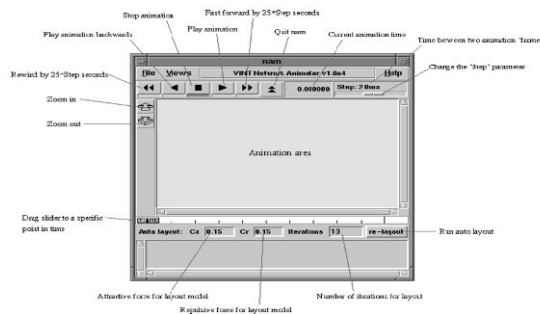 Fast forward by 25*Step seconds
Stop animation
Play animation backwards
Play animation
Quit nam
Current animation time
Time between two animation 'frame
Change the "Step" parameter
nam
File Views VINT Network Animator v1.0a4 Help
Rewind by 25*Step seconds
0.000000 Step: 20ms
Zoom in
Zoom out
Animation area
Drag slider to a specific
point in time
Auto layout: Ca 0.15 Cr 0.15 Iterations 10 re-layout
Run auto layout
Attractive force for layout model
Number of iterations for layout
Repulsive force for layout model